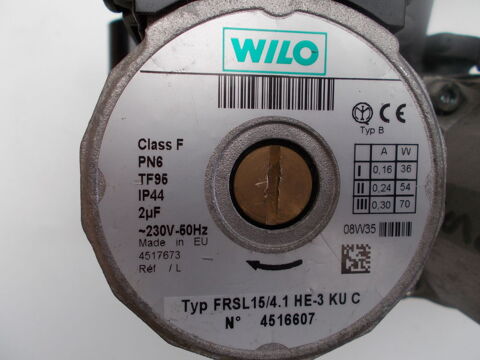 WILO
Typ B
Class F
PN6
TF95
IP44
2µF
~230V-50Hz
Made in EU
4517673
Réf / L
A W
I 0,16 36
II 0,24 54
III 0,30 70
08W35
Typ FRSL15/4.1 HE-3 KU C
N° 4516607